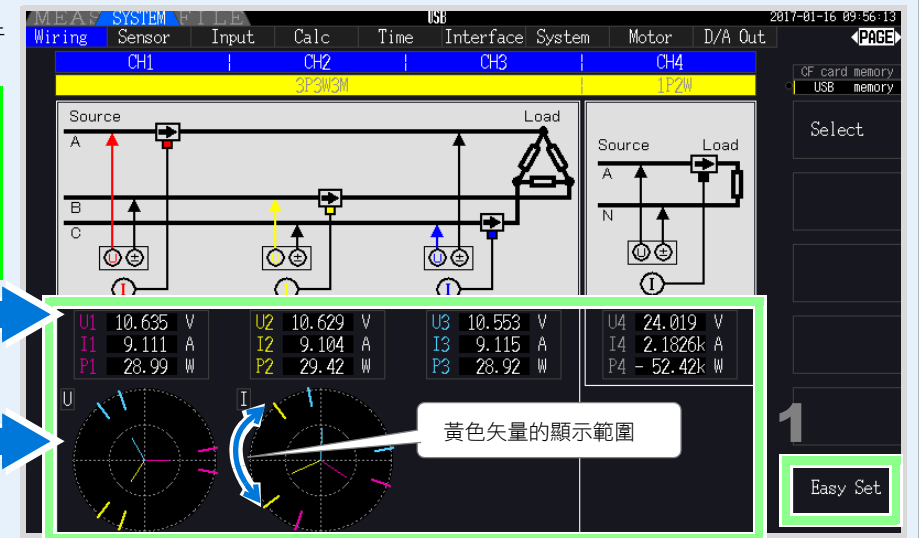 MEAS SYSTEM FILE USB 2017-01-16 09:56:13
Wiring Sensor Input Calc Time Interface System Motor D/A Out PAGE
CH1 CH2 CH3 CH4
3P3W3M 1P2W
CF card memory
USB memory
Select
Source Load
A
B
C
U ± U ± U ±
I I I
Source Load
A
N
U ±
I
U1 10.635 V U2 10.629 V U3 10.553 V U4 24.019 V
I1 9.111 A I2 9.104 A I3 9.115 A I4 2.1826k A
P1 28.99 W P2 29.42 W P3 28.92 W P4 - 52.42k W
U I
黃色矢量的顯示範圍
1
Easy Set